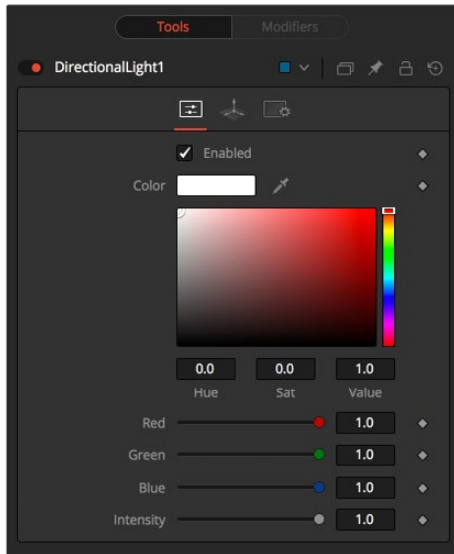 Tools Modifiers
DirectionalLight1
Enabled
Color
0.0 0.0 1.0
Hue Sat Value
Red 1.0
Green 1.0
Blue 1.0
Intensity 1.0